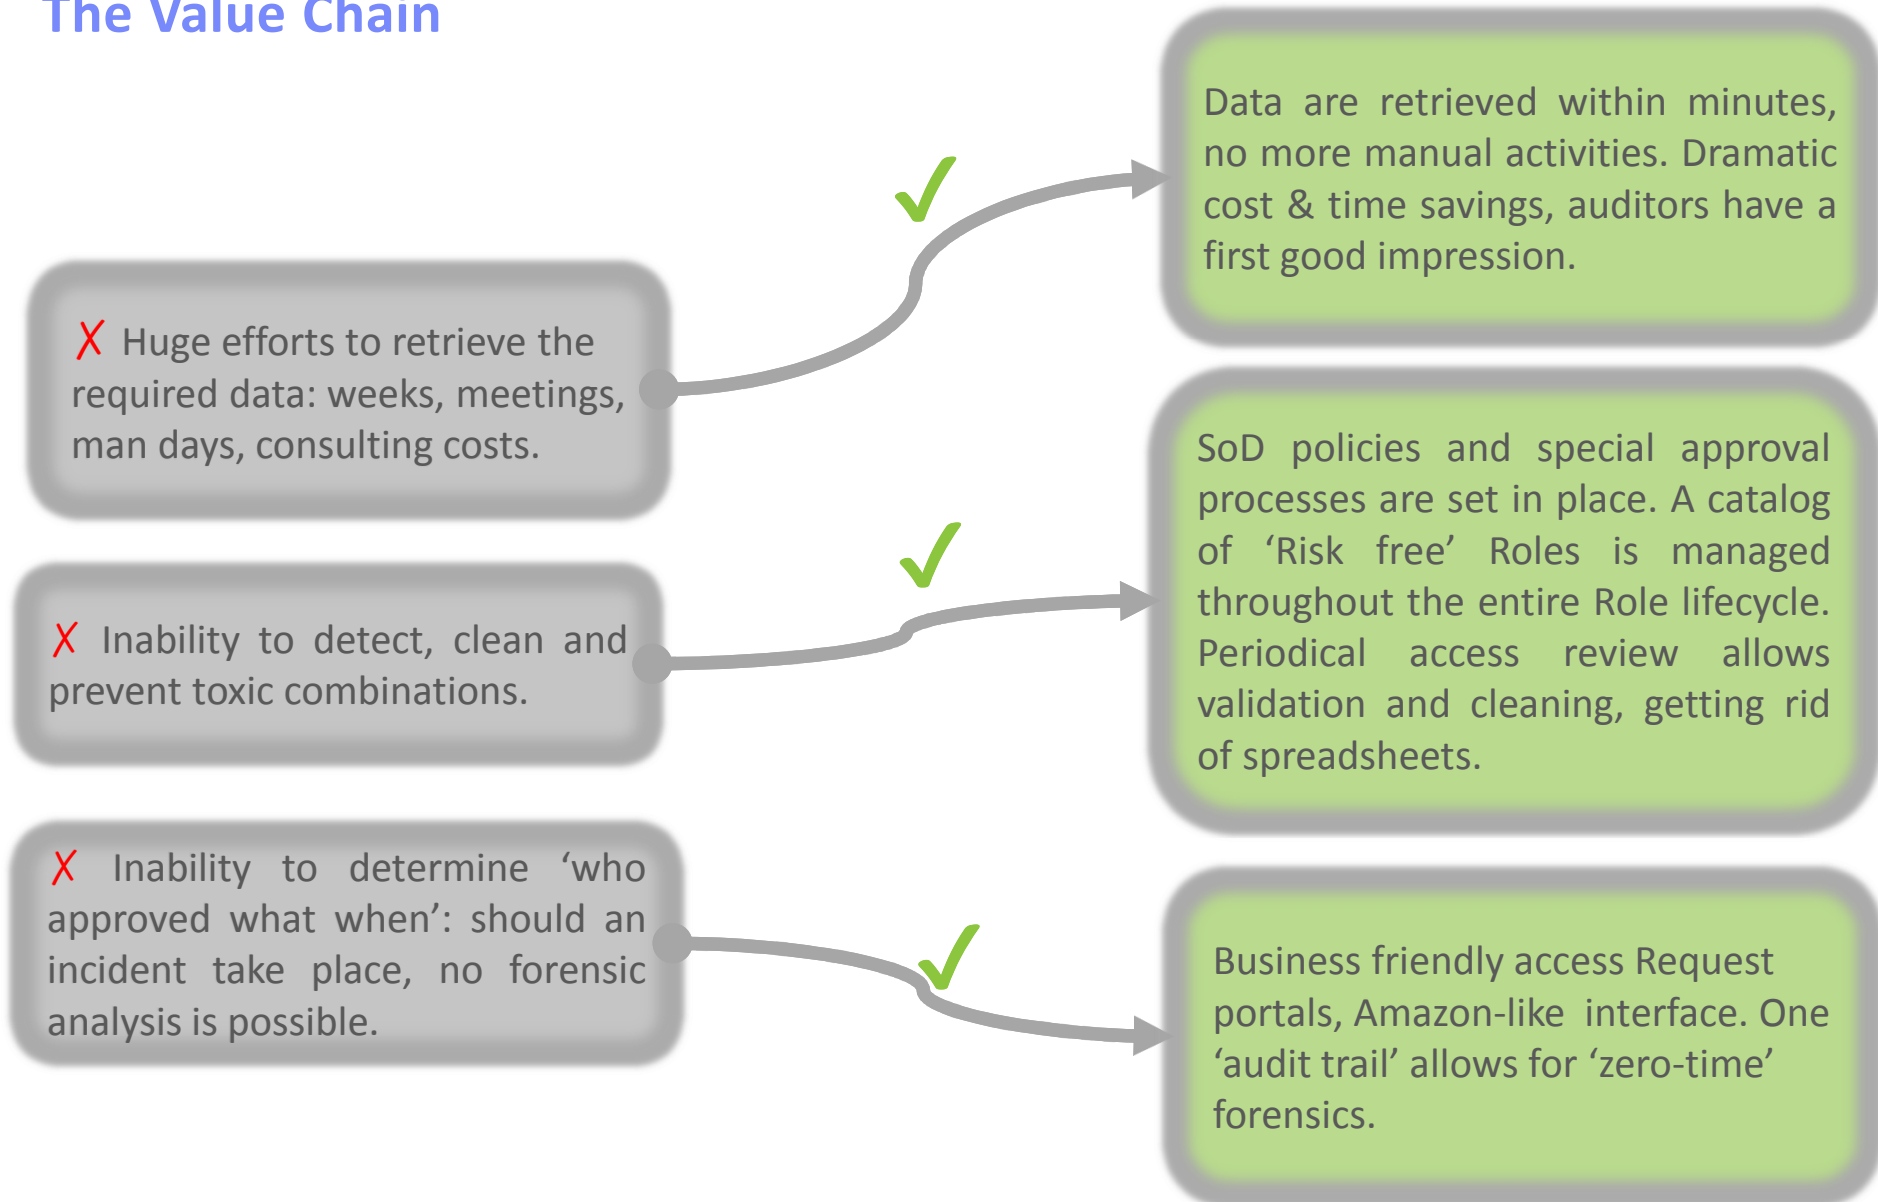 The Value Chain
✗ Huge efforts to retrieve the
required data: weeks, meetings,
man days, consulting costs.
Data are retrieved within minutes,
no more manual activities. Dramatic
cost & time savings, auditors have a
first good impression.
✗ Inability to detect, clean and
prevent toxic combinations.
SoD policies and special approval
processes are set in place. A catalog
of ‘Risk free’ Roles is managed
throughout the entire Role lifecycle.
Periodical access review allows
validation and cleaning, getting rid
of spreadsheets.
✗ Inability to determine ‘who
approved what when’: should an
incident take place, no forensic
analysis is possible.
Business friendly access Request
portals, Amazon-like interface. One
‘audit trail’ allows for ‘zero-time’
forensics.